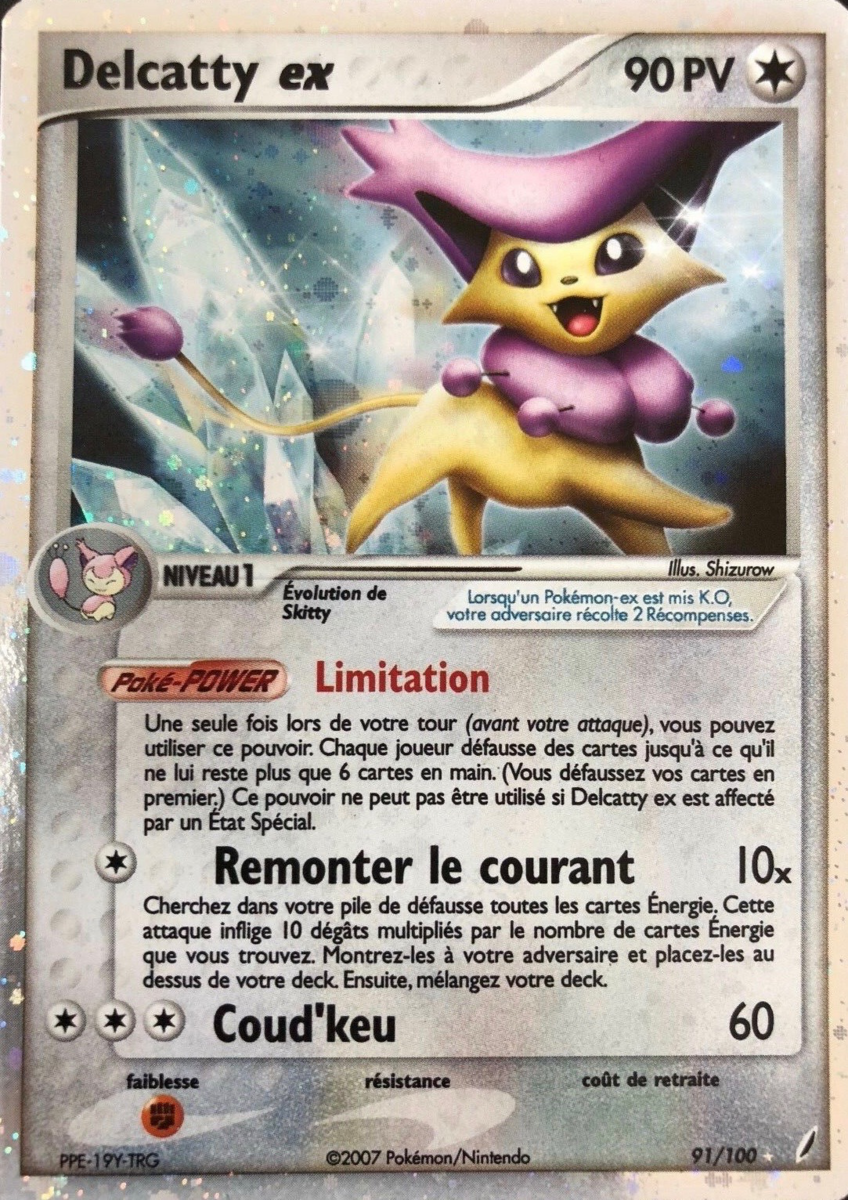 Delcatty ex 90 PV
Illus. Shizurow
NIVEAU 1
Évolution de
Skitty
Lorsqu'un Pokémon-ex est mis K.O,
votre adversaire récolte 2 Récompenses.
Poké-POWER Limitation
Une seule fois lors de votre tour (avant votre attaque), vous pouvez
utiliser ce pouvoir. Chaque joueur défausse des cartes jusqu'à ce qu'il
ne lui reste plus que 6 cartes en main. (Vous défaussez vos cartes en
premier.) Ce pouvoir ne peut pas être utilisé si Delcatty ex est affecté
par un État Spécial.
Remonter le courant 10x
Cherchez dans votre pile de défausse toutes les cartes Énergie. Cette
attaque inflige 10 dégâts multipliés par le nombre de cartes Énergie
que vous trouvez. Montrez-les à votre adversaire et placez-les au
dessus de votre deck. Ensuite, mélangez votre deck.
Coud'keu 60
faiblesse résistance coût de retraite
PPE-19Y-TRG ©2007 Pokémon/Nintendo 91/100